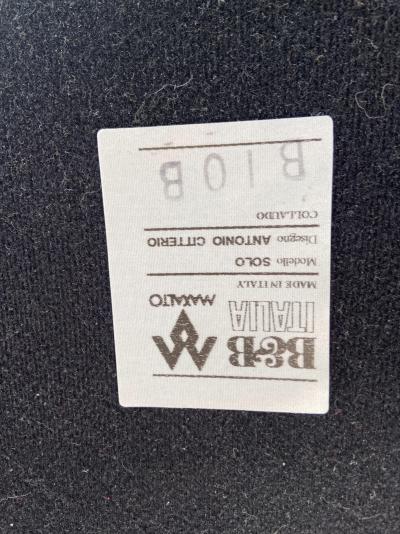 B&B
ITALIA
MAXALTO
MADE IN ITALY
Modello SOLO
Disegno ANTONIO CITTERIO
COLLAUDO
B10B